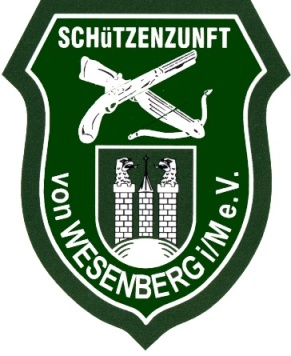 SCHüTZENZUNFT
von WESENBERG i/M e.V.